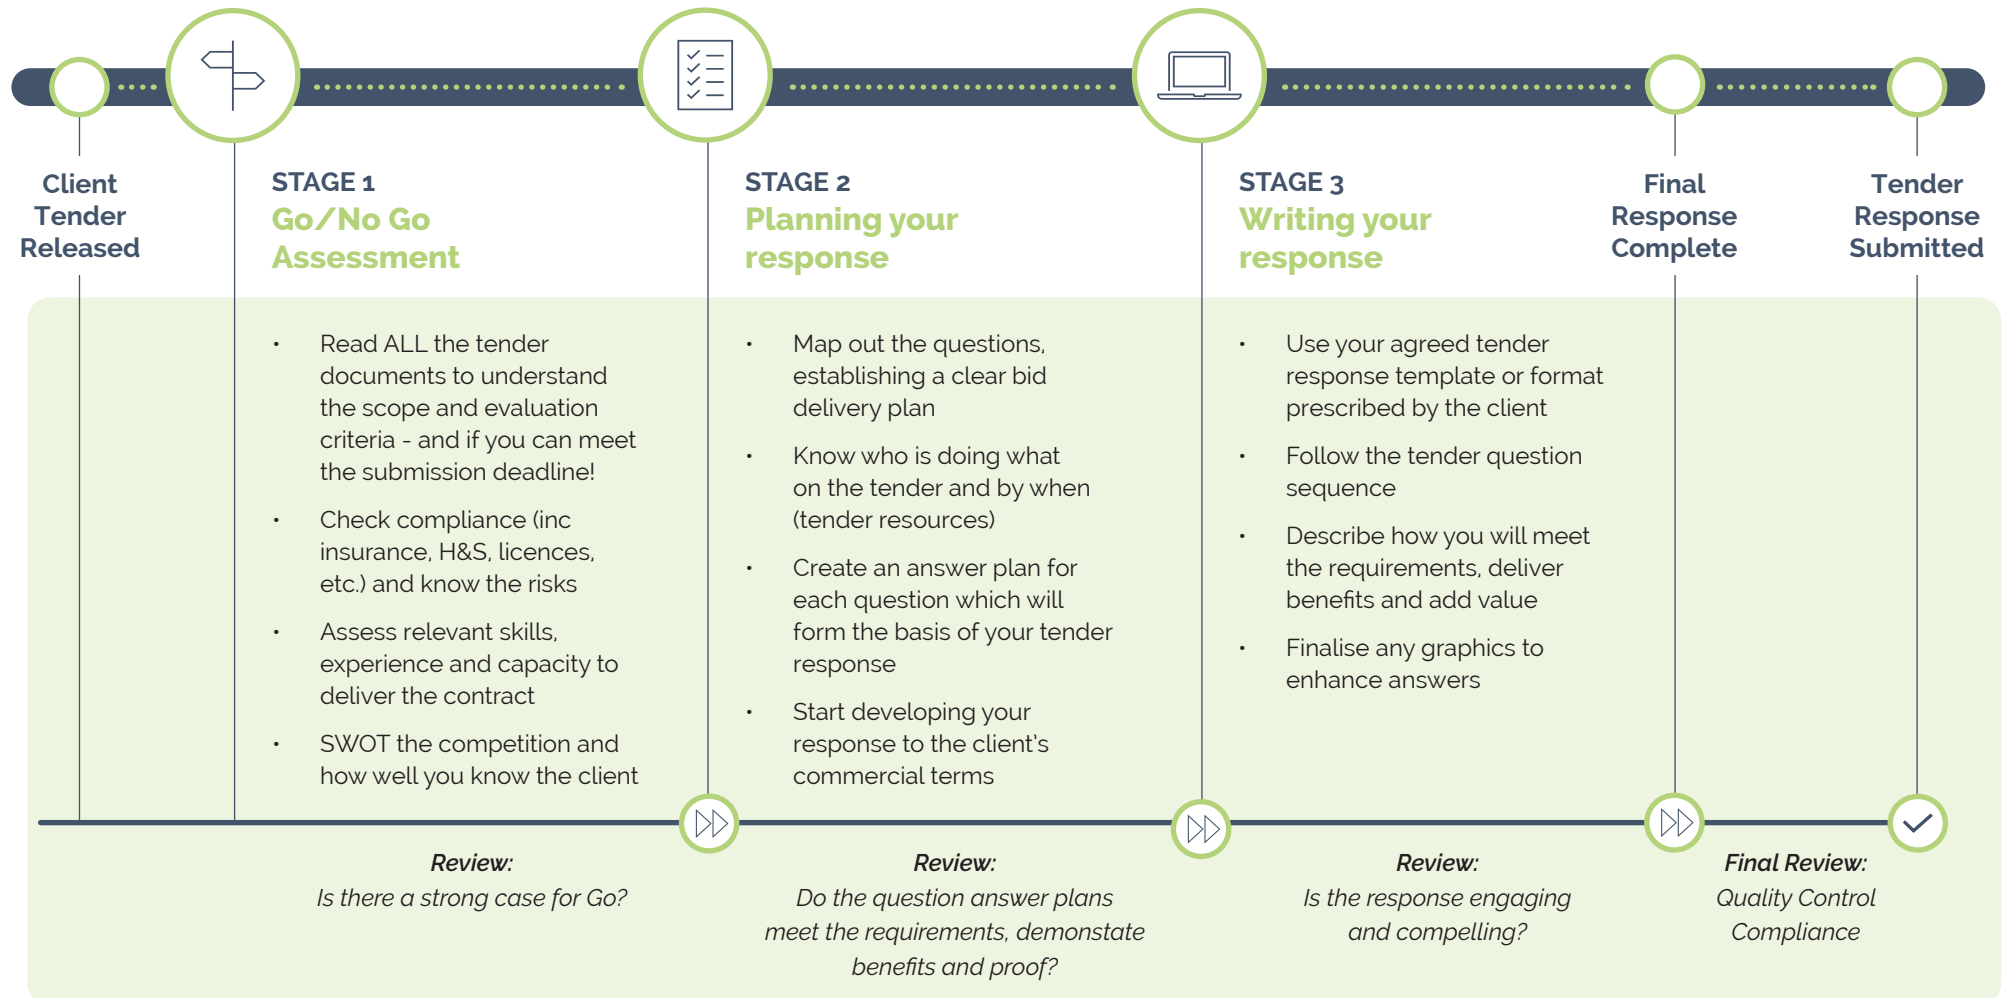 Client
Tender
Released
STAGE 1
Go/No Go
Assessment
• Read ALL the tender
documents to understand
the scope and evaluation
criteria - and if you can meet
the submission deadline!
• Check compliance (inc
insurance, H&S, licences,
etc.) and know the risks
• Assess relevant skills,
experience and capacity to
deliver the contract
• SWOT the competition and
how well you know the client
Review:
Is there a strong case for Go?
STAGE 2
Planning your
response
• Map out the questions,
establishing a clear bid
delivery plan
• Know who is doing what
on the tender and by when
(tender resources)
• Create an answer plan for
each question which will
form the basis of your tender
response
• Start developing your
response to the client's
commercial terms
Review:
Do the question answer plans
meet the requirements, demonstate
benefits and proof?
STAGE 3
Writing your
response
• Use your agreed tender
response template or format
prescribed by the client
• Follow the tender question
sequence
• Describe how you will meet
the requirements, deliver
benefits and add value
• Finalise any graphics to
enhance answers
Review:
Is the response engaging
and compelling?
Final
Response
Complete
Tender
Response
Submitted
Final Review:
Quality Control
Compliance